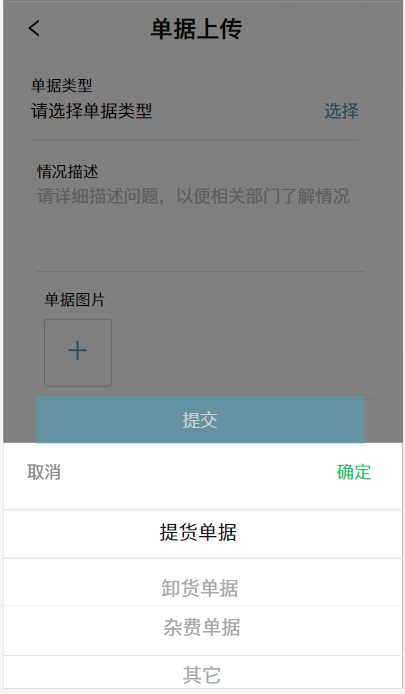 单据上传
单据类型
请选择单据类型 选择
情况描述
请详细描述问题，以便相关部门了解情况
单据图片
提交
取消 确定
提货单据
卸货单据
杂费单据
其它